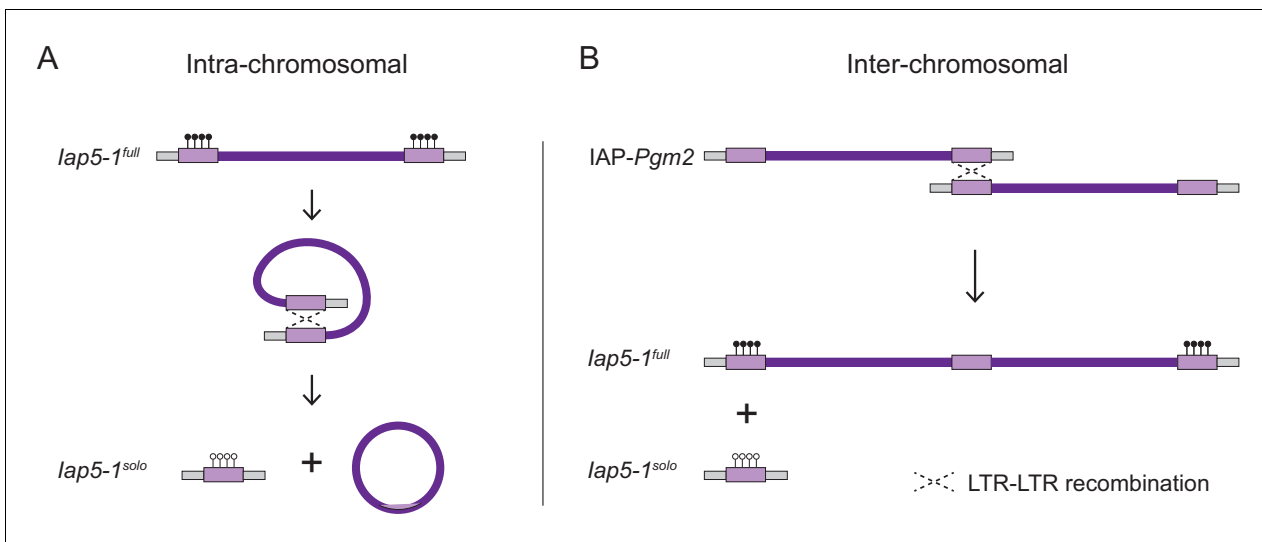 A
Intra-chromosomal
Iap5-1full
Iap5-1solo
+
B
Inter-chromosomal
IAP-Pgm2
Iap5-1full
+
Iap5-1solo
LTR-LTR recombination